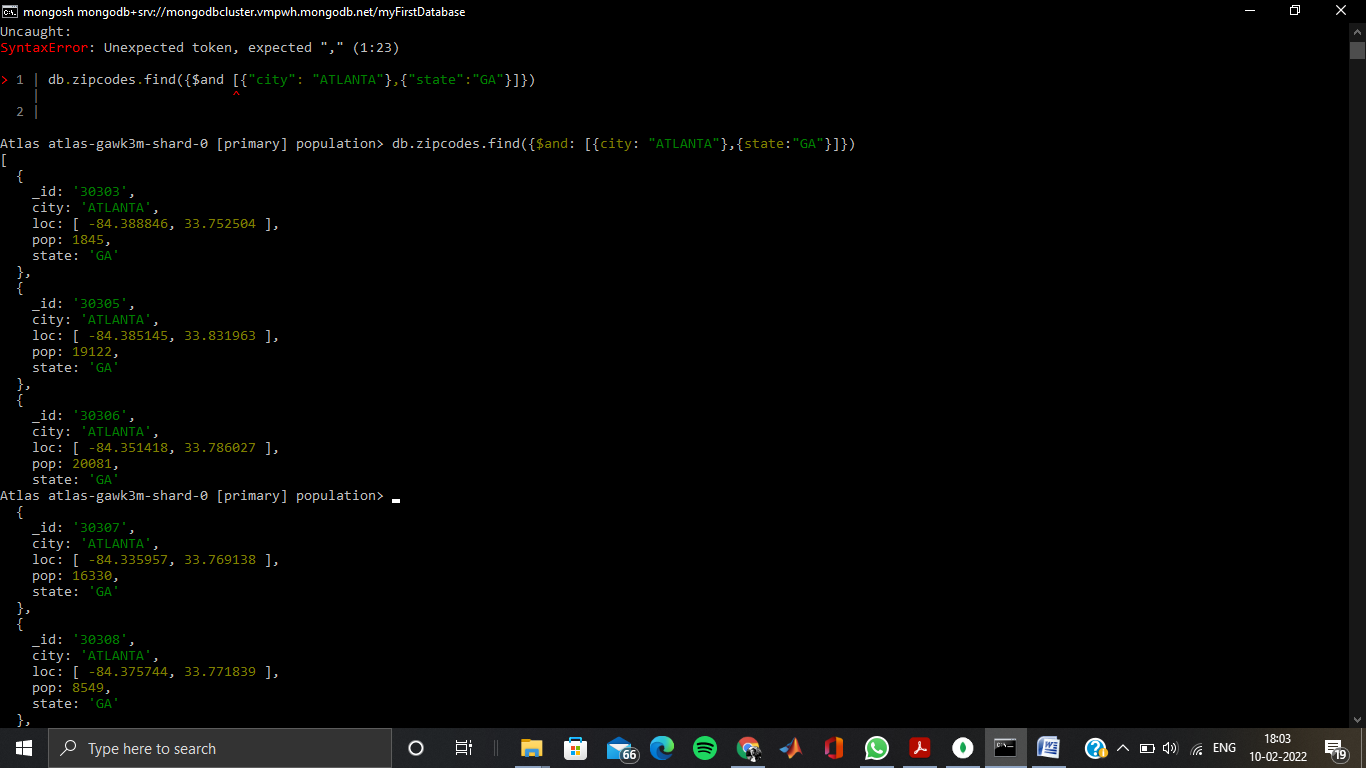 mongosh mongodb+srv://mongodbcluster.vmpwh.mongodb.net/myFirstDatabase
Uncaught:
SyntaxError: Unexpected token, expected "," (1:23)
> 1 | db.zipcodes.find({$and [{"city": "ATLANTA"},{"state":"GA"}]})
    |                        ^
  2 |
Atlas atlas-gawk3m-shard-0 [primary] population> db.zipcodes.find({$and: [{city: "ATLANTA"},{state:"GA"}]})
[
  {
    _id: '30303',
    city: 'ATLANTA',
    loc: [ -84.388846, 33.752504 ],
    pop: 1845,
    state: 'GA'
  },
  {
    _id: '30305',
    city: 'ATLANTA',
    loc: [ -84.385145, 33.831963 ],
    pop: 19122,
    state: 'GA'
  },
  {
    _id: '30306',
    city: 'ATLANTA',
    loc: [ -84.351418, 33.786027 ],
    pop: 20081,
    state: 'GA'
Atlas atlas-gawk3m-shard-0 [primary] population> _
  {
    _id: '30307',
    city: 'ATLANTA',
    loc: [ -84.335957, 33.769138 ],
    pop: 16330,
    state: 'GA'
  },
  {
    _id: '30308',
    city: 'ATLANTA',
    loc: [ -84.375744, 33.771839 ],
    pop: 8549,
    state: 'GA'
  },
Type here to search
66
ENG
18:03
10-02-2022
19